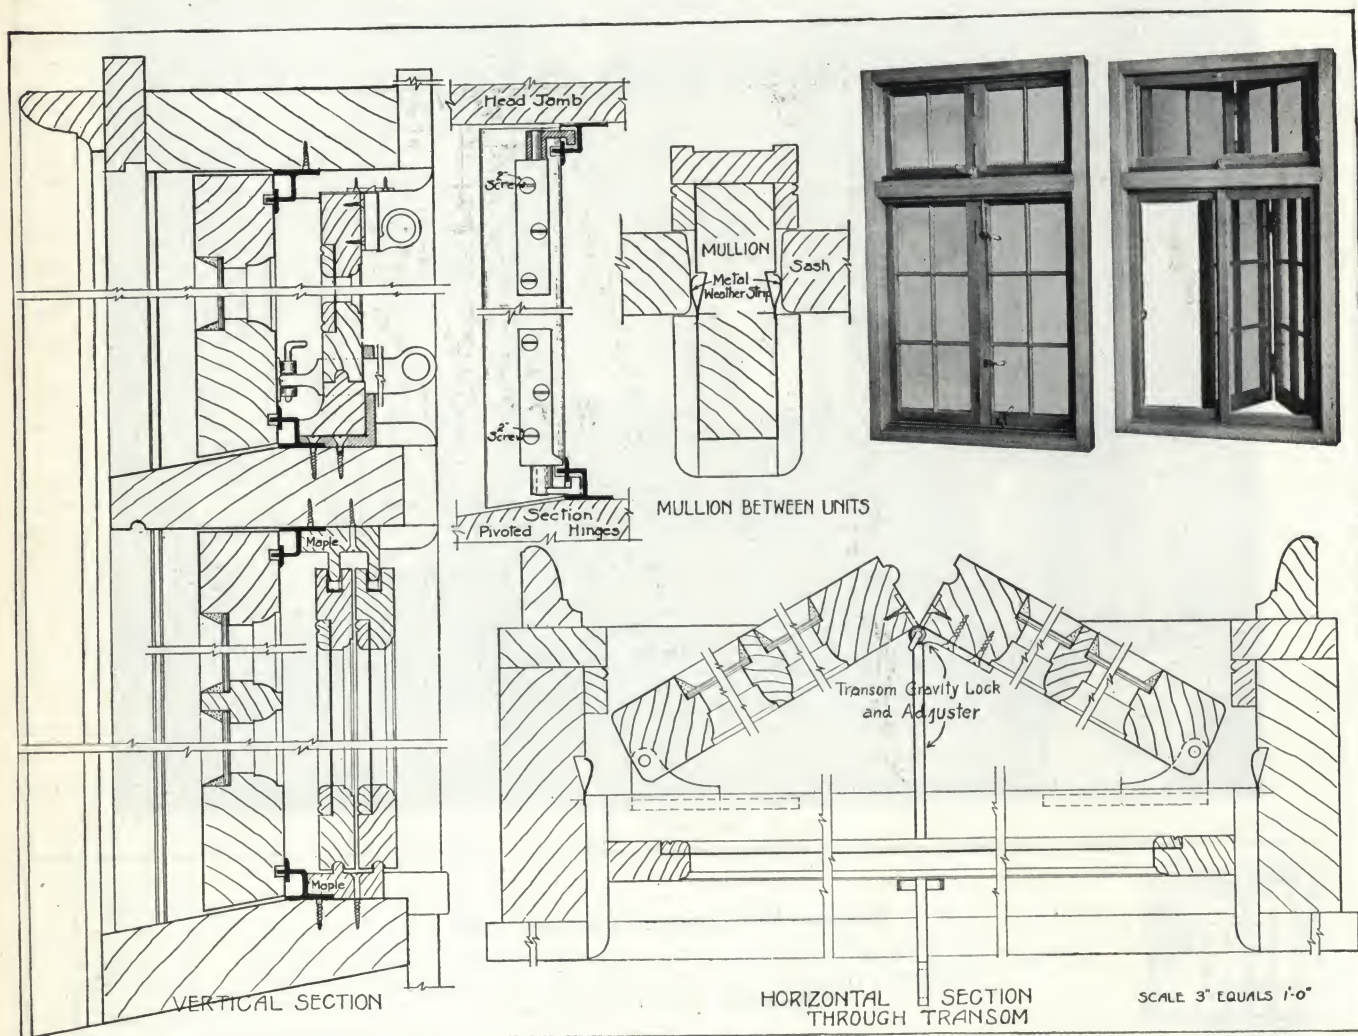 Head Jamb
2"
Screw
2"
Screw
Section
Pivoted Hinges
MULLION
Metal
Weather Strip
Sash
MULLION BETWEEN UNITS
Maple
Maple
VERTICAL SECTION
Transom Gravity Lock
and Adjuster
HORIZONTAL SECTION
THROUGH TRANSOM
SCALE 3" EQUALS 1'-0"